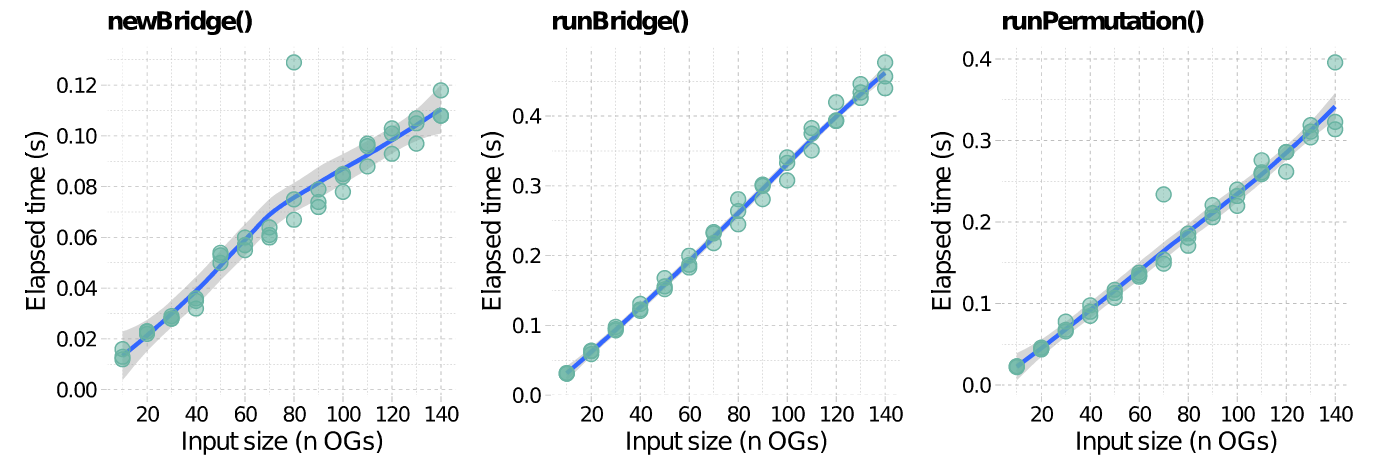 newBridge() runBridge() runPermutation()
Elapsed time (s)
0.12
0.10
0.08
0.06
0.04
0.02
0.00
20 40 60 80 100 120 140
Input size (n OGs)
Elapsed time (s)
0.4
0.3
0.2
0.1
0.0
20 40 60 80 100 120 140
Input size (n OGs)
Elapsed time (s)
0.4
0.3
0.2
0.1
0.0
20 40 60 80 100 120 140
Input size (n OGs)